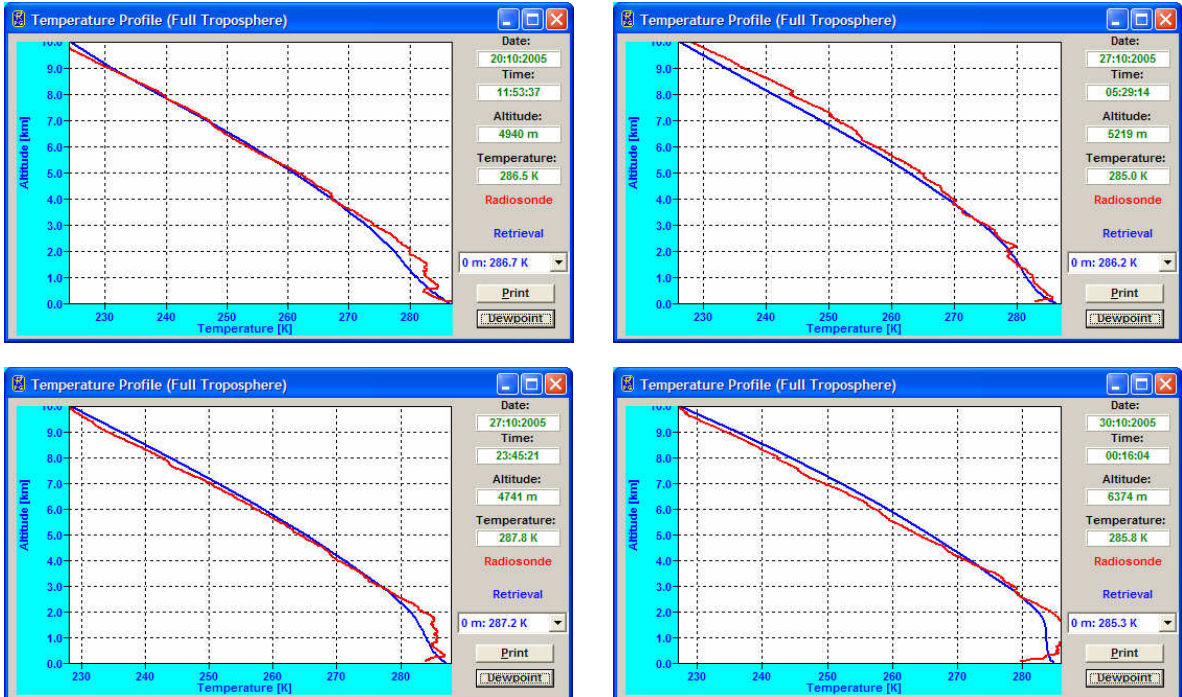 Temperature Profile (Full Troposphere)
10.0
9.0
8.0
7.0
6.0
5.0
4.0
3.0
2.0
1.0
0.0
Altitude [km]
230 240 250 260 270 280
Temperature [K]
Date:
20:10:2005
Time:
11:53:37
Altitude:
4940 m
Temperature:
286.5 K
Radiosonde
Retrieval
0 m: 286.7 K
Print
Dewpoint
Temperature Profile (Full Troposphere)
10.0
9.0
8.0
7.0
6.0
5.0
4.0
3.0
2.0
1.0
0.0
Altitude [km]
230 240 250 260 270 280
Temperature [K]
Date:
27:10:2005
Time:
05:29:14
Altitude:
5219 m
Temperature:
285.0 K
Radiosonde
Retrieval
0 m: 286.2 K
Print
Dewpoint
Temperature Profile (Full Troposphere)
10.0
9.0
8.0
7.0
6.0
5.0
4.0
3.0
2.0
1.0
0.0
Altitude [km]
230 240 250 260 270 280
Temperature [K]
Date:
27:10:2005
Time:
23:45:21
Altitude:
4741 m
Temperature:
287.8 K
Radiosonde
Retrieval
0 m: 287.2 K
Print
Dewpoint
Temperature Profile (Full Troposphere)
10.0
9.0
8.0
7.0
6.0
5.0
4.0
3.0
2.0
1.0
0.0
Altitude [km]
230 240 250 260 270 280
Temperature [K]
Date:
30:10:2005
Time:
00:16:04
Altitude:
6374 m
Temperature:
285.8 K
Radiosonde
Retrieval
0 m: 285.3 K
Print
Dewpoint